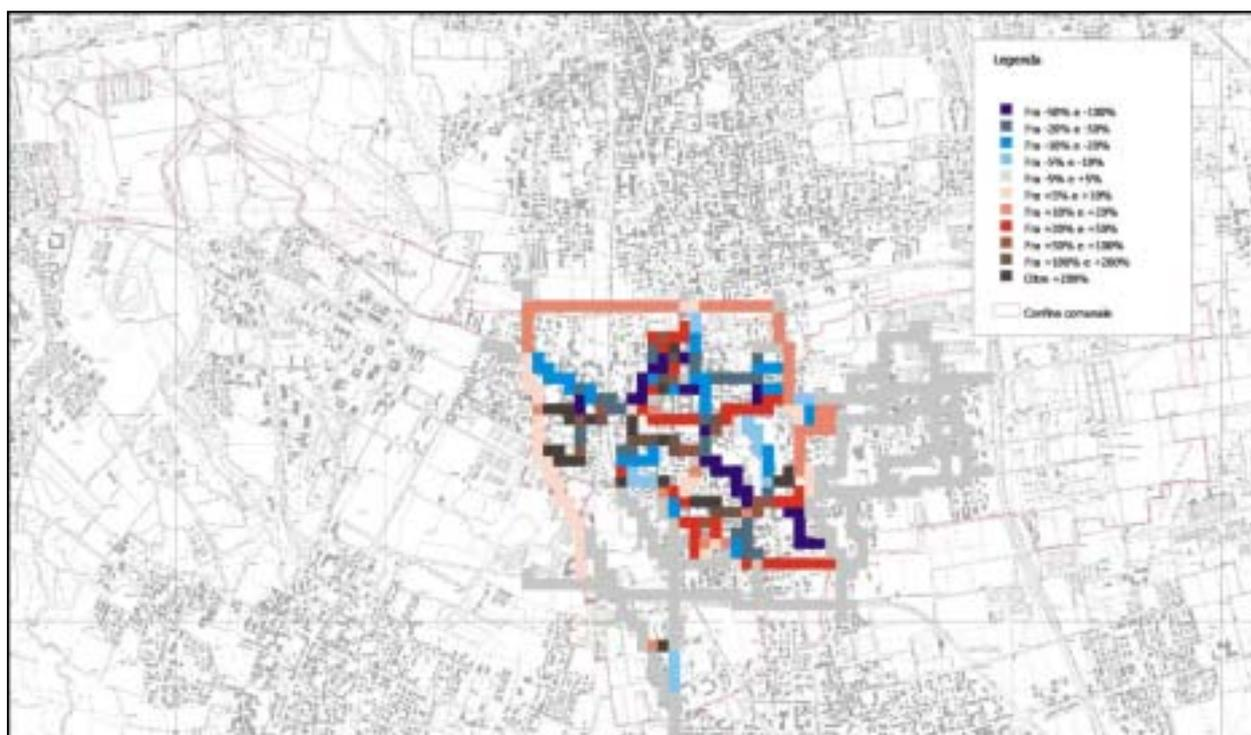 Legenda
Fra -50% e -100%
Fra -20% e -50%
Fra -10% e -20%
Fra -5% e -10%
Fra -5% e +5%
Fra +5% e +10%
Fra +10% e +20%
Fra +20% e +50%
Fra +50% e +100%
Fra +100% e +200%
Oltre +200%
Confine comunale